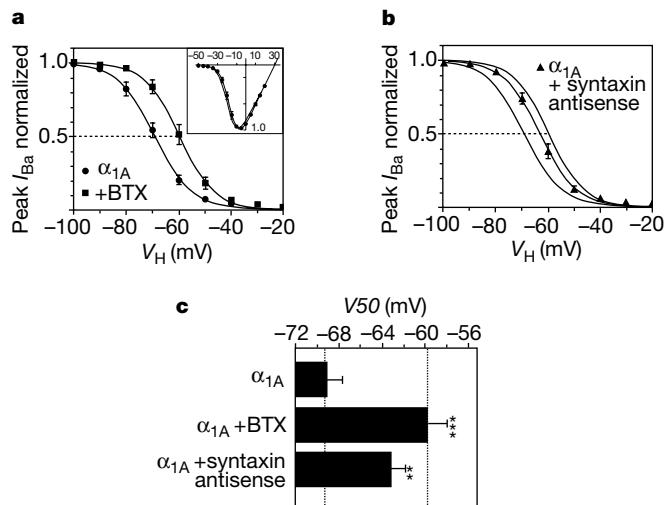 a
Peak I_Ba normalized
1.0
0.5
α1A
+BTX
−100 −80 −60 −40 −20
V_H (mV)
−50 −30 −10 10 30
1.0
b
Peak I_Ba normalized
1.0
0.5
α1A
+ syntaxin
antisense
−100 −80 −60 −40 −20
V_H (mV)
c
V50 (mV)
−72 −68 −64 −60 −56
α1A
α1A +BTX
***
α1A +syntaxin
antisense
**